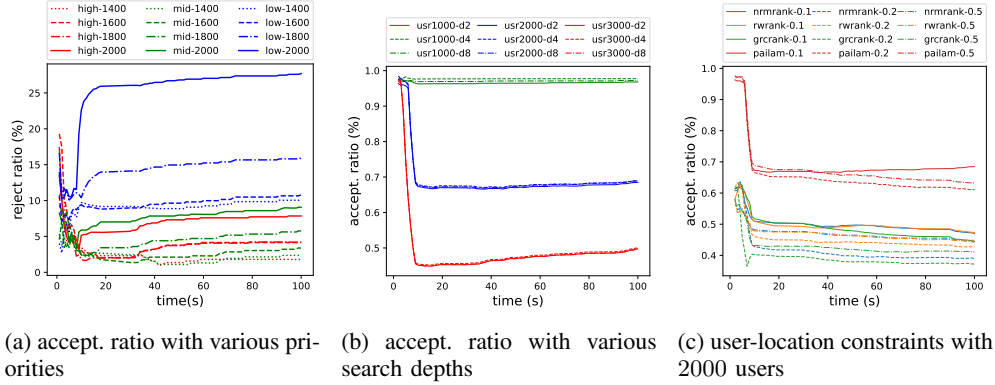 high-1400 mid-1400 low-1400
high-1600 mid-1600 low-1600
high-1800 mid-1800 low-1800
high-2000 mid-2000 low-2000
reject ratio (%)
25
20
15
10
5
0
0 20 40 60 80 100
time(s)
(a) accept. ratio with various pri-
orities
usr1000-d2 usr2000-d2 usr3000-d2
usr1000-d4 usr2000-d4 usr3000-d4
usr1000-d8 usr2000-d8 usr3000-d8
accept. ratio (%)
1.0
0.9
0.8
0.7
0.6
0.5
0 20 40 60 80 100
time (s)
(b) accept. ratio with various
search depths
nrmrank-0.1 nrmrank-0.2 nrmrank-0.5
rwrank-0.1 rwrank-0.2 rwrank-0.5
grcrank-0.1 grcrank-0.2 grcrank-0.5
pailam-0.1 pailam-0.2 pailam-0.5
accept. ratio (%)
1.0
0.9
0.8
0.7
0.6
0.5
0.4
0 20 40 60 80 100
time (s)
(c) user-location constraints with
2000 users